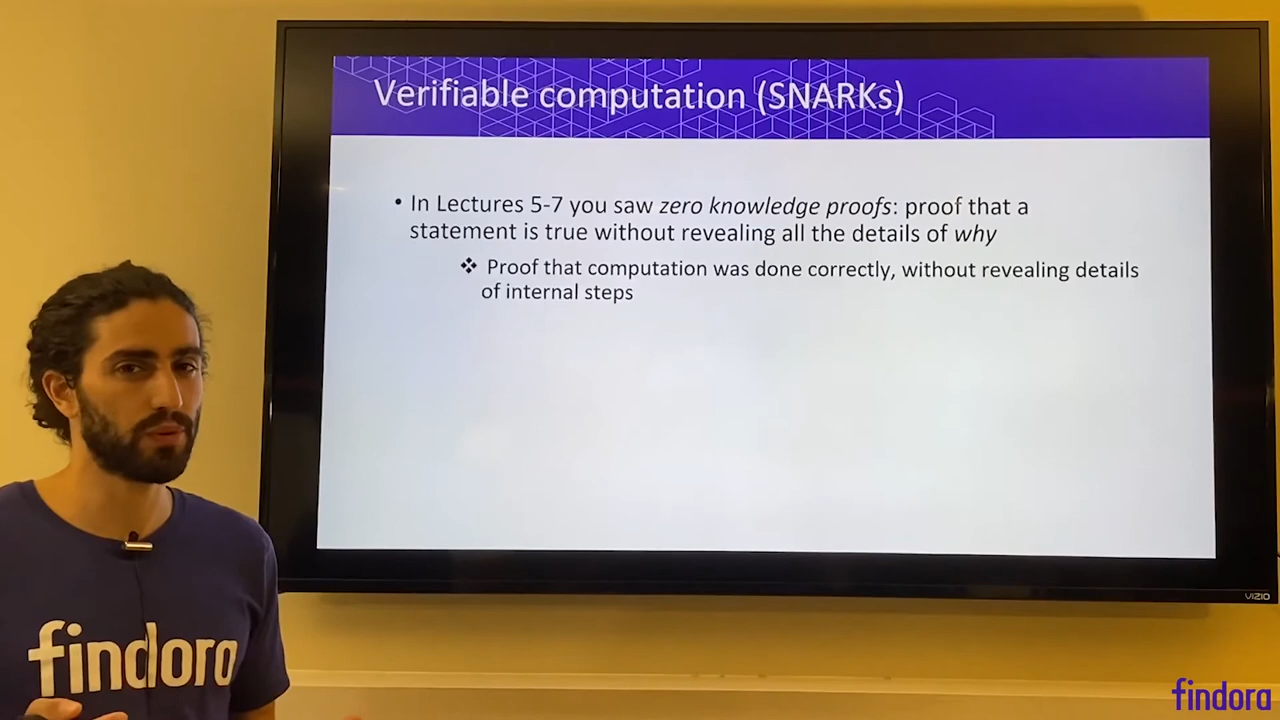 Verifiable computation (SNARKs)
• In Lectures 5-7 you saw zero knowledge proofs: proof that a
statement is true without revealing all the details of why
❖ Proof that computation was done correctly, without revealing details
of internal steps
VIZIO
findora
findora